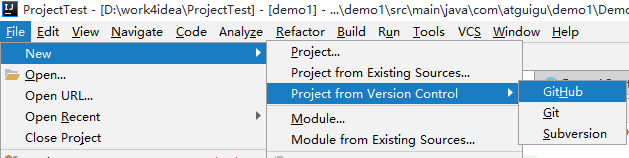 ProjectTest - [D:\work4idea\ProjectTest] - [demo1] - ...\demo1\src\main\java\com\atguigu\demo1\Demo
File Edit View Navigate Code Analyze Refactor Build Run Tools VCS Window Help
New
Open...
Open URL...
Open Recent
Close Project
Project...
Project from Existing Sources...
Project from Version Control
Module...
Module from Existing Sources...
GitHub
Git
Subversion